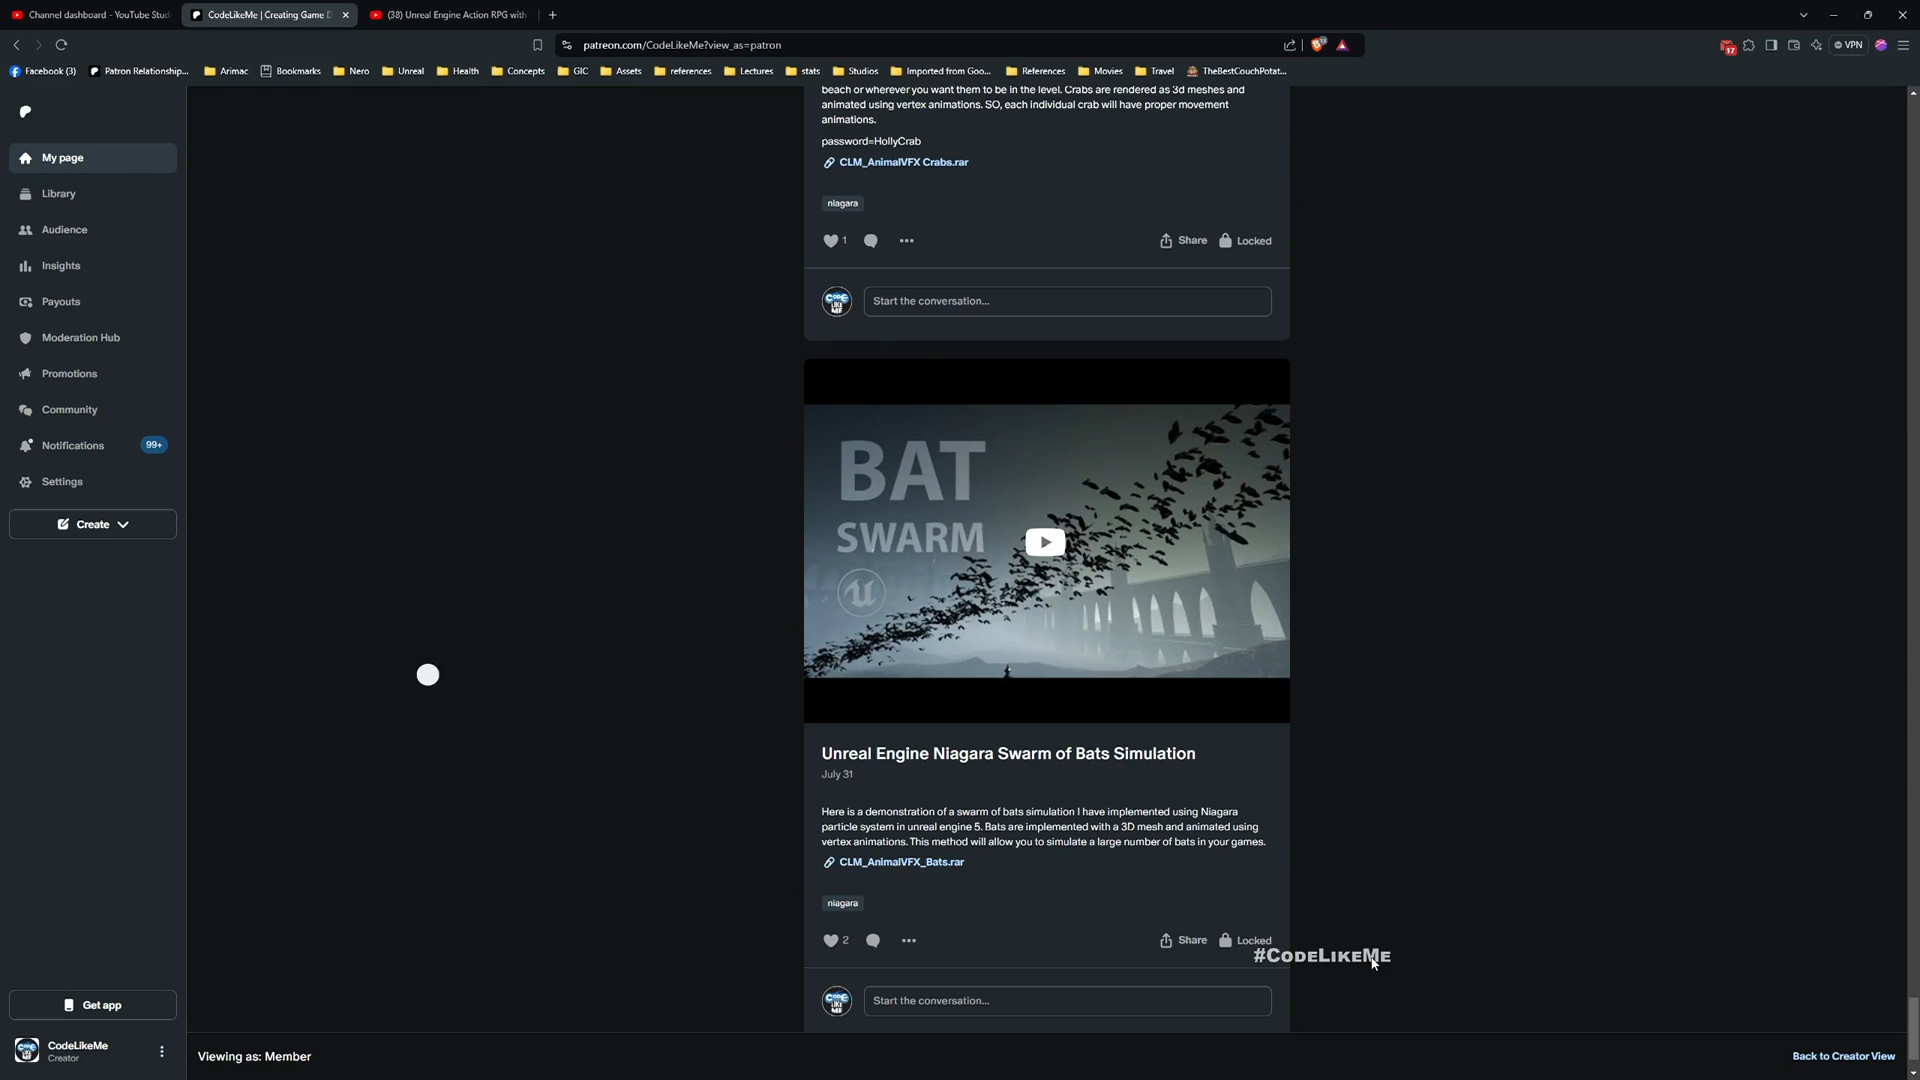 Channel dashboard - YouTube Stud
CodeLikeMe | Creating Game D
(38) Unreal Engine Action RPG with
patreon.com/CodeLikeMe?view_as=patron
17
VPN
Facebook (3)
Patron Relationship...
Arimac
Bookmarks
Nero
Unreal
Health
Concepts
GIC
Assets
references
Lectures
stats
Studios
Imported from Goo...
References
Movies
Travel
TheBestCouchPotat...
My page
Library
Audience
Insights
Payouts
Moderation Hub
Promotions
Community
Notifications
99+
Settings
Create
Get app
CodeLikeMe
Creator
beach or wherever you want them to be in the level. Crabs are rendered as 3d meshes and
animated using vertex animations. SO, each individual crab will have proper movement
animations.
password=HollyCrab
CLM_AnimalVFX Crabs.rar
niagara
1
Share
Locked
CODE
LIKE
ME
Start the conversation...
BAT
SWARM
Unreal Engine Niagara Swarm of Bats Simulation
July 31
Here is a demonstration of a swarm of bats simulation I have implemented using Niagara
particle system in unreal engine 5. Bats are implemented with a 3D mesh and animated using
vertex animations. This method will allow you to simulate a large number of bats in your games.
CLM_AnimalVFX_Bats.rar
niagara
2
Share
Locked
#CodeLikeMe
CODE
LIKE
ME
Start the conversation...
Viewing as: Member
Back to Creator View